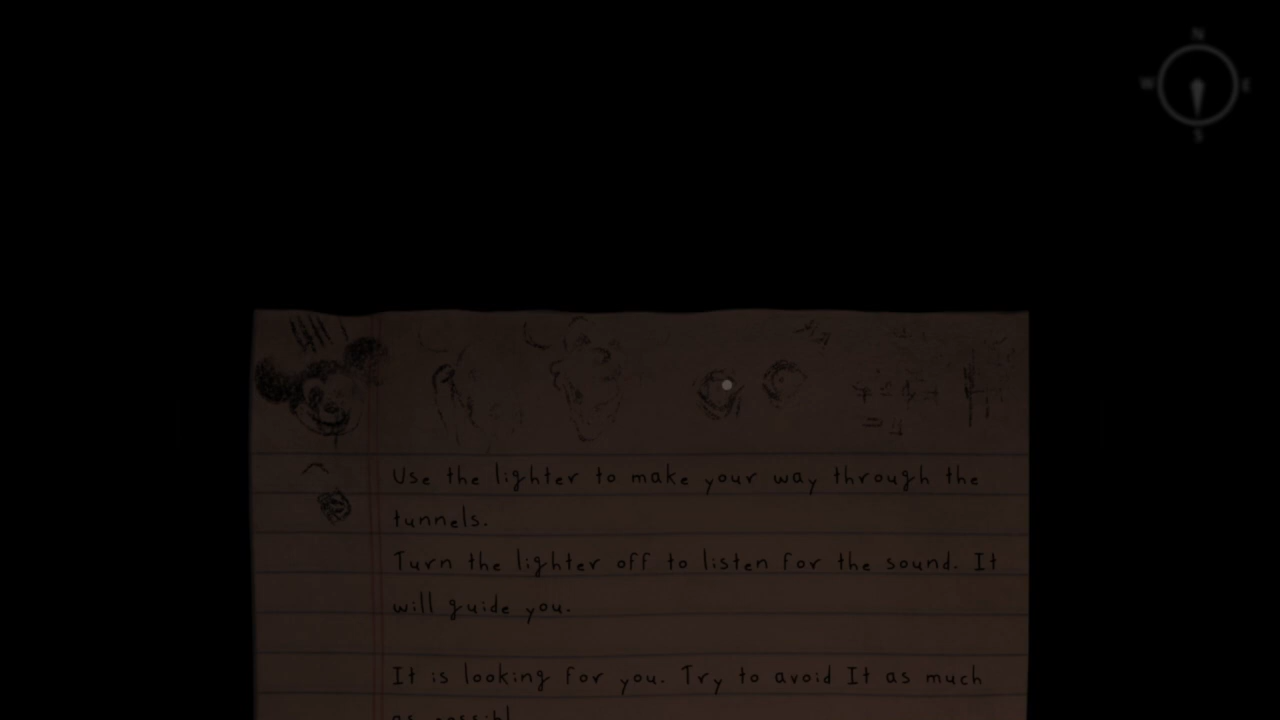 N
W E
S
Use the lighter to make your way through the
tunnels.
Turn the lighter off to listen for the sound. It
will guide you.
It is looking for you. Try to avoid It as much
as